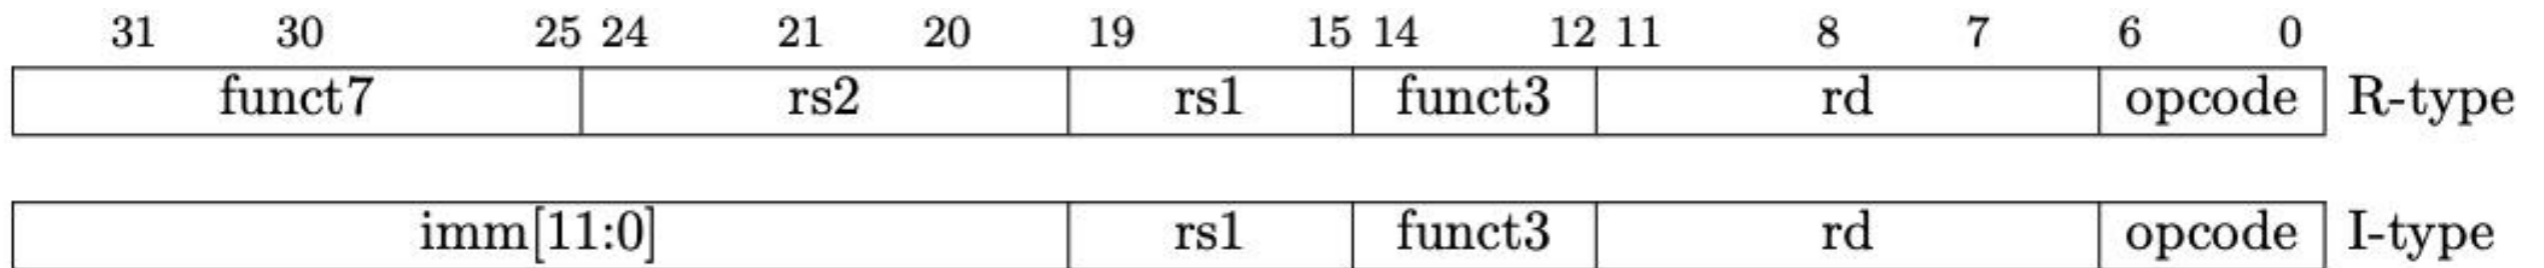 31 30 25 24 21 20 19 15 14 12 11 8 7 6 0
funct7 rs2 rs1 funct3 rd opcode R-type
imm[11:0] rs1 funct3 rd opcode I-type